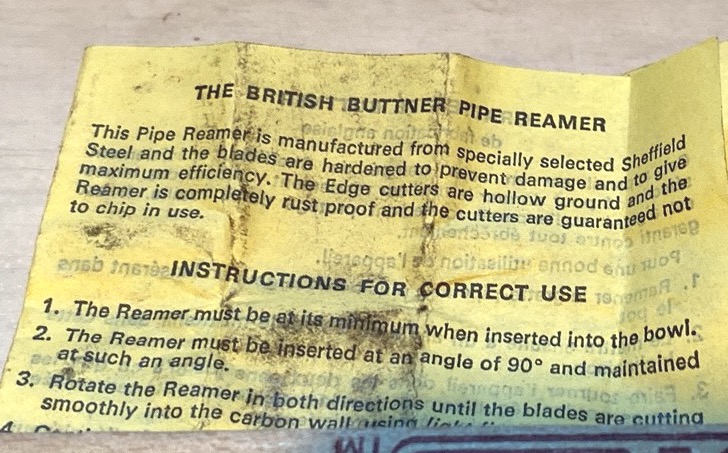 THE BRITISH BUTTNER PIPE REAMER
This Pipe Reamer is manufactured from specially selected Sheffield
Steel and the blades are hardened to prevent damage and to give
maximum efficiency. The Edge cutters are hollow ground and the
Reamer is completely rust proof and the cutters are guaranteed not
to chip in use.
INSTRUCTIONS FOR CORRECT USE
1. The Reamer must be at its minimum when inserted into the bowl.
2. The Reamer must be inserted at an angle of 90° and maintained
at such an angle.
3. Rotate the Reamer in both directions until the blades are cutting
smoothly into the carbon wall using
4.